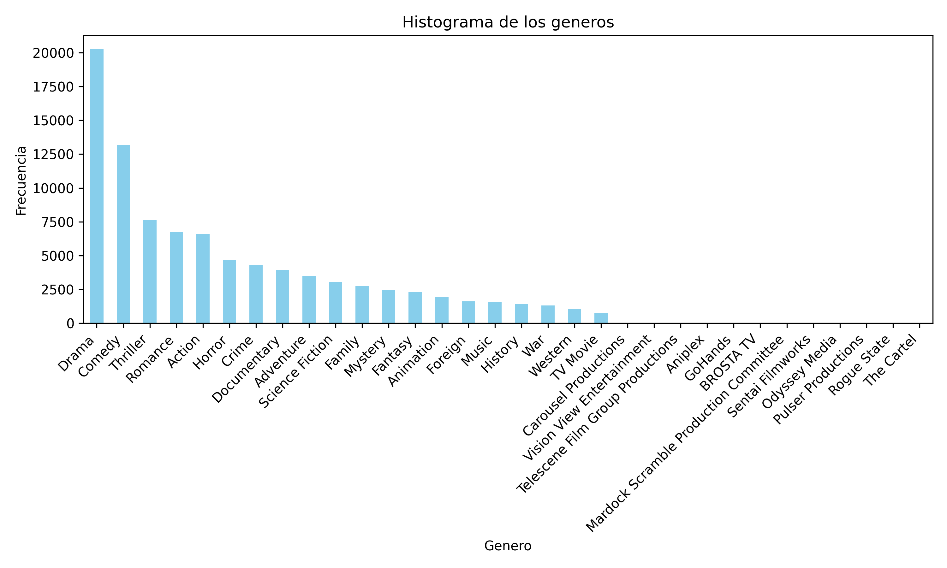 Histograma de los generos
Frecuencia
20000
17500
15000
12500
10000
7500
5000
2500
0
Drama
Comedy
Thriller
Romance
Action
Horror
Crime
Documentary
Adventure
Science Fiction
Family
Mystery
Fantasy
Animation
Foreign
Music
History
War
Western
TV Movie
Carousel Productions
Vision View Entertainment
Telescene Film Group Productions
Aniplex
GoHands
BROSTA TV
Mardock Scramble Production Committee
Sentai Filmworks
Odyssey Media
Pulser Productions
Rogue State
The Cartel
Genero